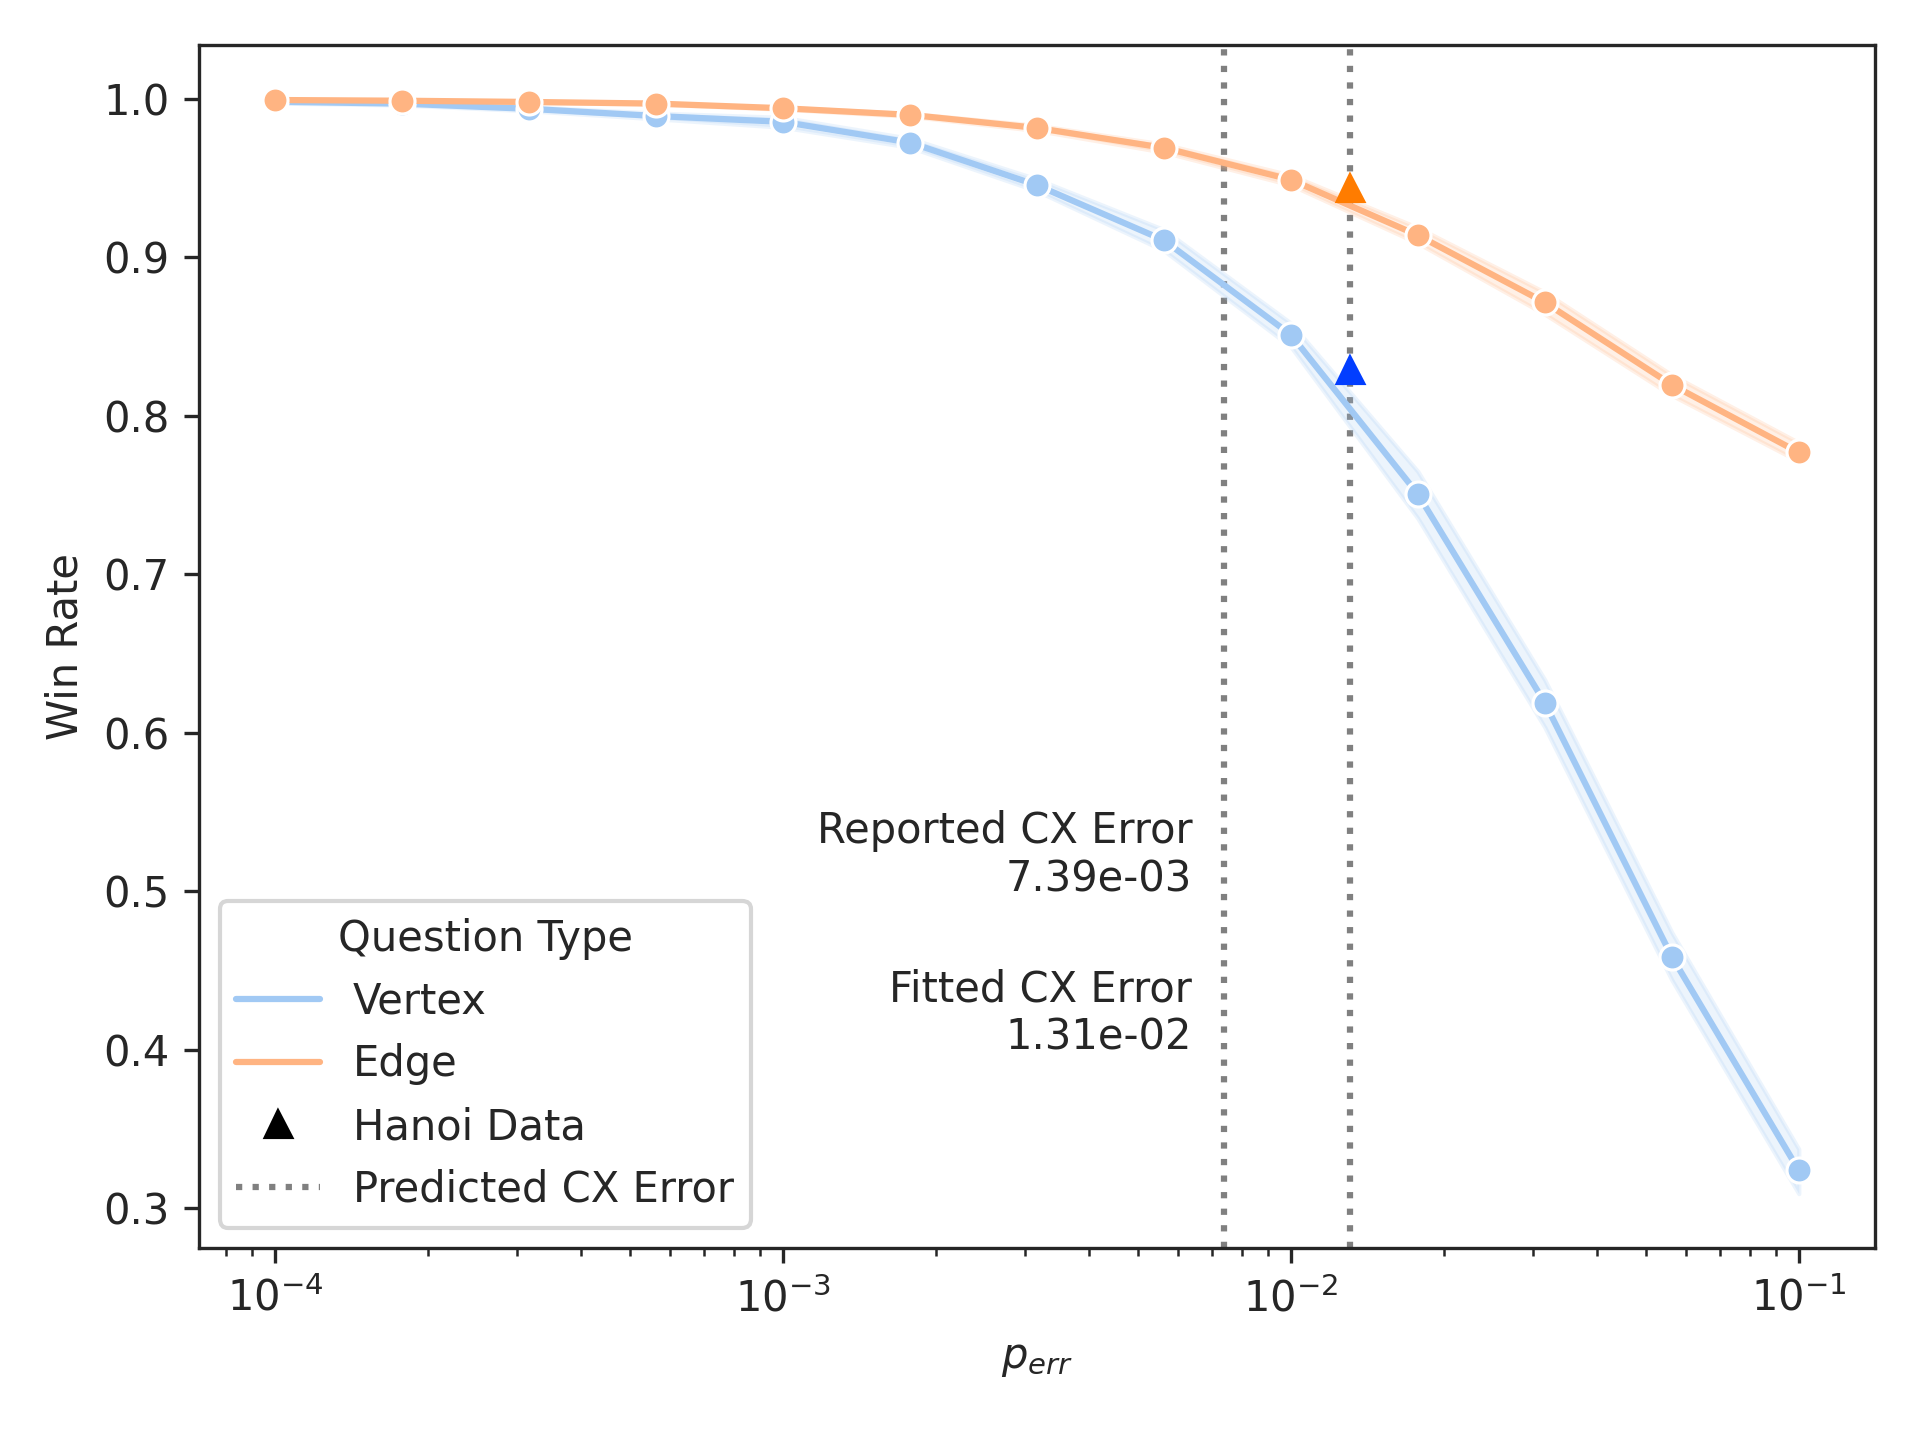 1.0
0.9
0.8
0.7
0.6
0.5
0.4
0.3
Win Rate
Reported CX Error
7.39e-03
Fitted CX Error
1.31e-02
Question Type
Vertex
Edge
Hanoi Data
Predicted CX Error
10⁻⁴ 10⁻³ 10⁻² 10⁻¹
p_err